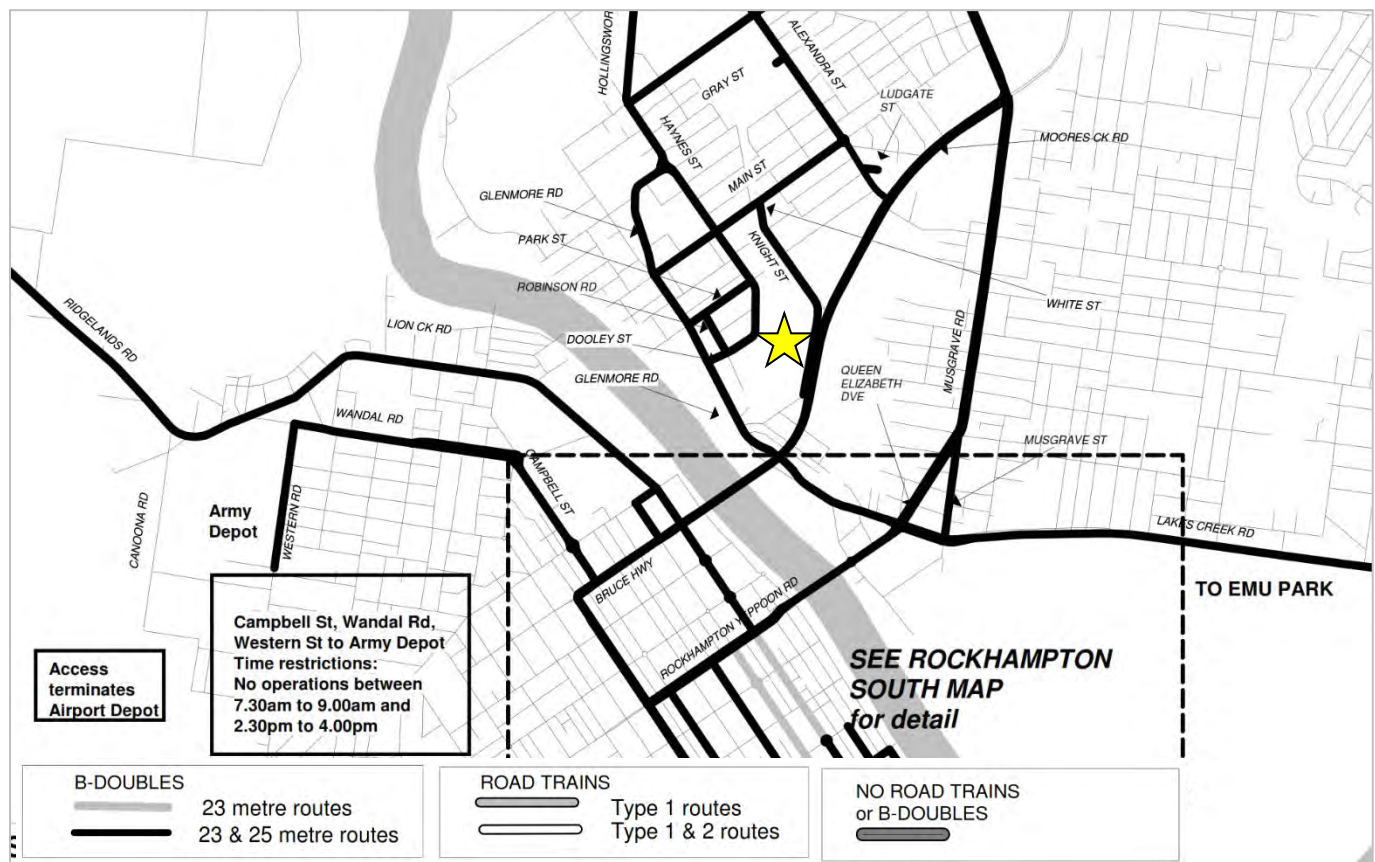 HOLLINGSWOR
ALEXANDRA ST
GRAY ST
LUDGATE
ST
HAYNES ST
MOORES CK RD
MAIN ST
GLENMORE RD
PARK ST
KNIGHT ST
ROBINSON RD
WHITE ST
RIDGELANDS RD
LION CK RD
DOOLEY ST
MUSGRAVE RD
GLENMORE RD
QUEEN
ELIZABETH
DVE
WANDAL RD
MUSGRAVE ST
CAMPBELL ST
CANOONA RD
Army
Depot
WESTERN RD
LAKES CREEK RD
BRUCE HWY
TO EMU PARK
ROCKHAMPTON YEPPOON RD
Campbell St, Wandal Rd,
Western St to Army Depot
Time restrictions:
No operations between
7.30am to 9.00am and
2.30pm to 4.00pm
Access
terminates
Airport Depot
SEE ROCKHAMPTON
SOUTH MAP
for detail
B-DOUBLES
23 metre routes
23 & 25 metre routes
ROAD TRAINS
Type 1 routes
Type 1 & 2 routes
NO ROAD TRAINS
or B-DOUBLES